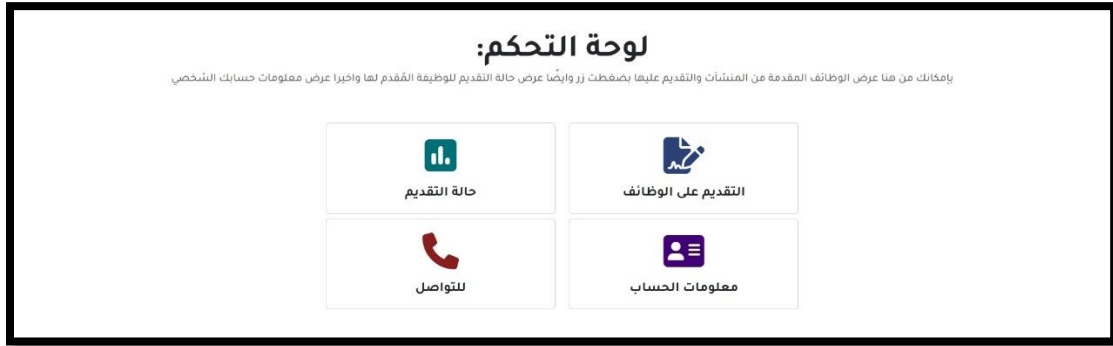 لوحة التحكم:
بإمكانك من هنا عرض الوظائف المقدمة من المنشآت والتقديم عليها بضغطت زر وايضًا عرض حالة التقديم للوظيفة المُقدم لها واخيرا عرض معلومات حسابك الشخصي
التقديم على الوظائف
حالة التقديم
معلومات الحساب
للتواصل